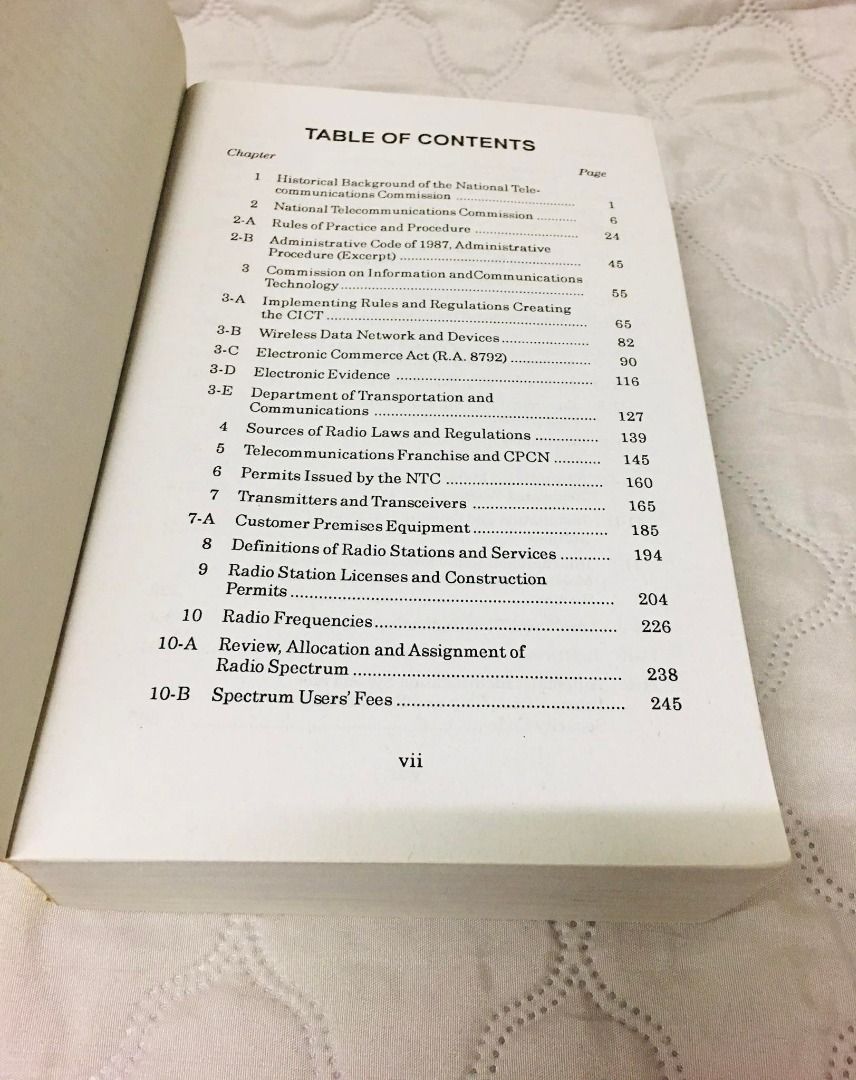 TABLE OF CONTENTS
Chapter Page
1 Historical Background of the National Tele-
communications Commission .............................. 1
2 National Telecommunications Commission .......... 6
2-A Rules of Practice and Procedure .......................... 24
2-B Administrative Code of 1987, Administrative
Procedure (Excerpt) .............................................. 45
3 Commission on Information andCommunications
Technology ............................................................. 55
3-A Implementing Rules and Regulations Creating
the CICT ................................................................. 65
3-B Wireless Data Network and Devices ...................... 82
3-C Electronic Commerce Act (R.A. 8792) .................... 90
3-D Electronic Evidence ................................................ 116
3-E Department of Transportation and
Communications .................................................... 127
4 Sources of Radio Laws and Regulations ............... 139
5 Telecommunications Franchise and CPCN ........... 145
6 Permits Issued by the NTC .................................... 160
7 Transmitters and Transceivers .............................. 165
7-A Customer Premises Equipment .............................. 185
8 Definitions of Radio Stations and Services ........... 194
9 Radio Station Licenses and Construction
Permits .................................................................... 204
10 Radio Frequencies .................................................. 226
10-A Review, Allocation and Assignment of
Radio Spectrum ...................................................... 238
10-B Spectrum Users' Fees ............................................. 245
vii